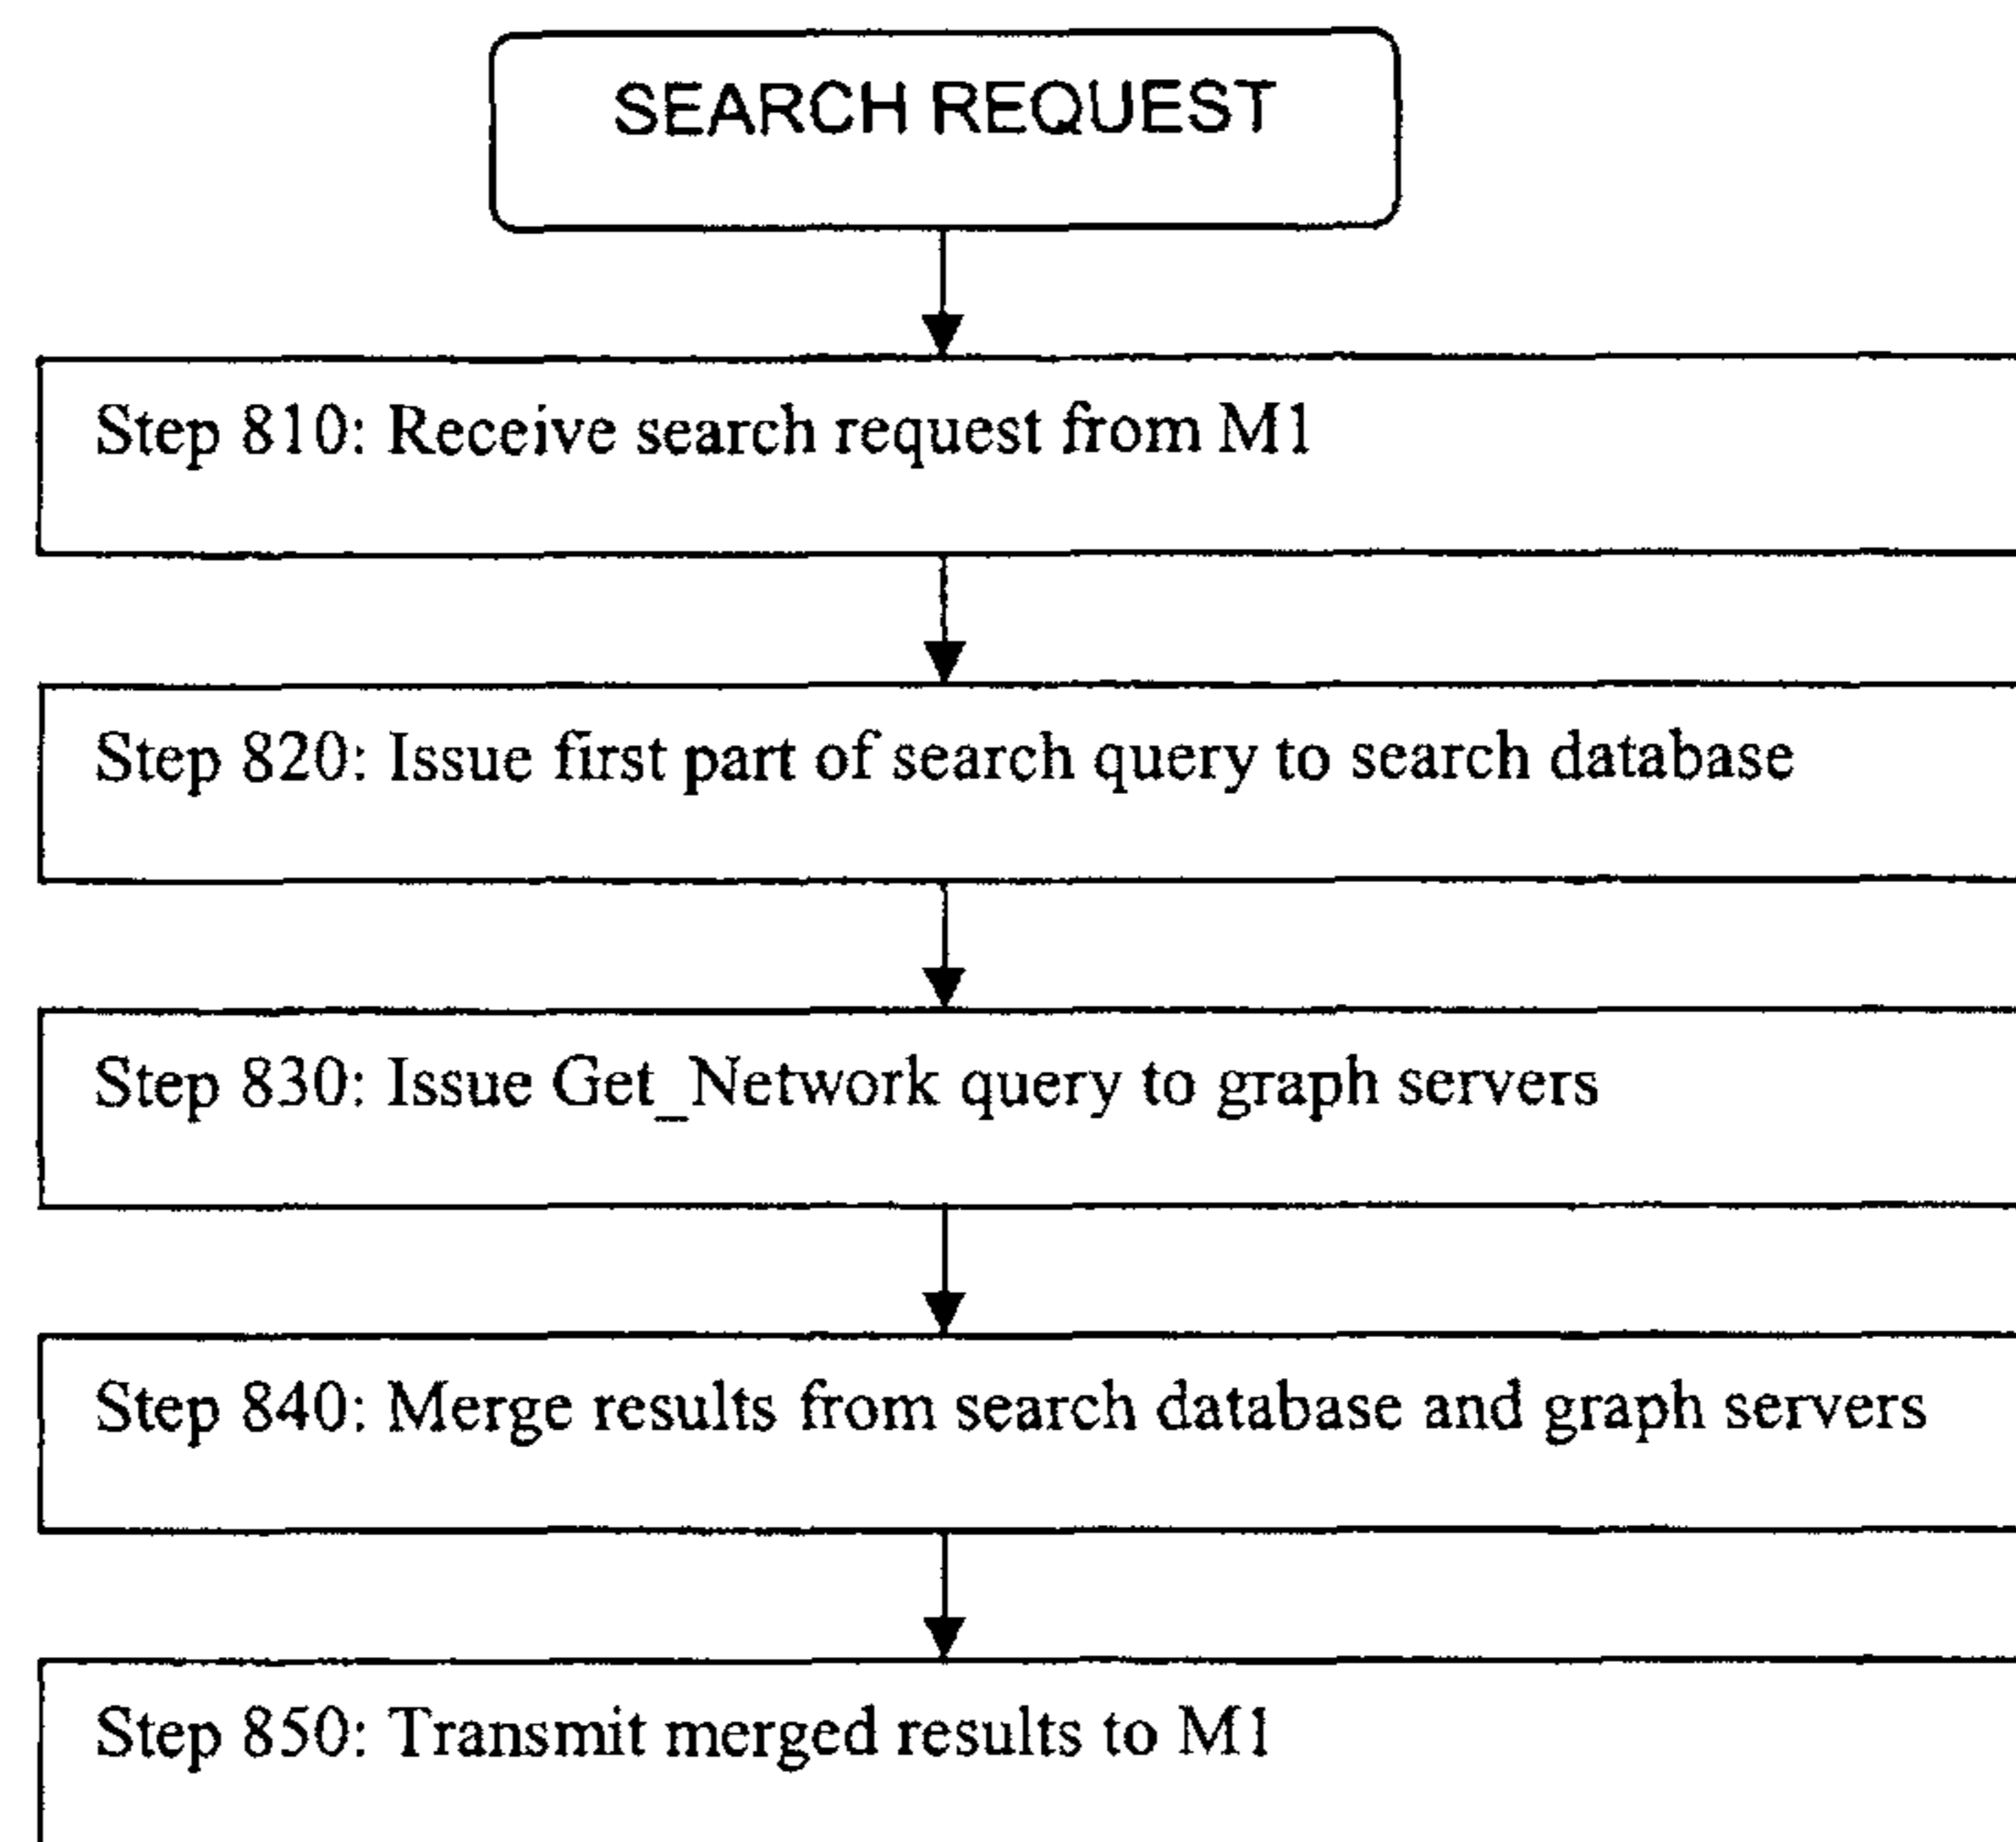 SEARCH REQUEST
Step 810: Receive search request from M1
Step 820: Issue first part of search query to search database
Step 830: Issue Get_Network query to graph servers
Step 840: Merge results from search database and graph servers
Step 850: Transmit merged results to M1